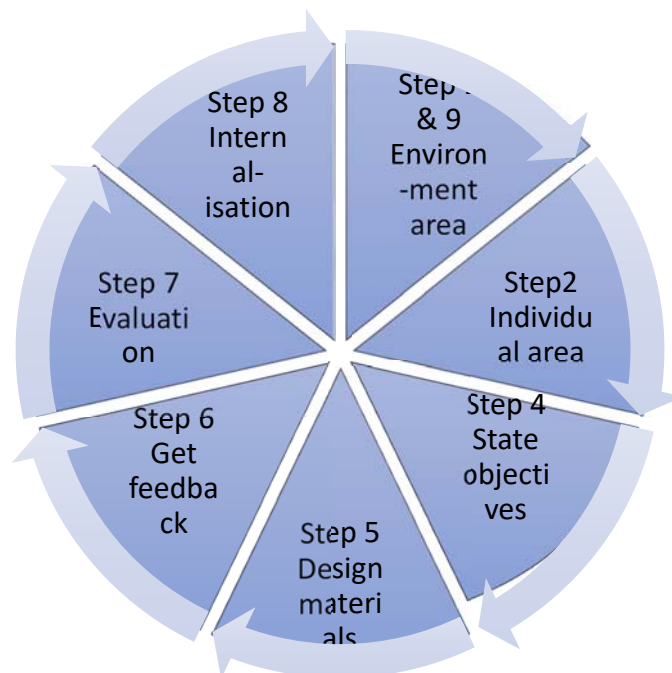 Step
& 9
Environ
-ment
area
Step2
Individu
al area
Step 4
State
objecti
ves
Step 5
Design
materi
als
Step 6
Get
feedba
ck
Step 7
Evaluati
on
Step 8
Intern
al-
isation